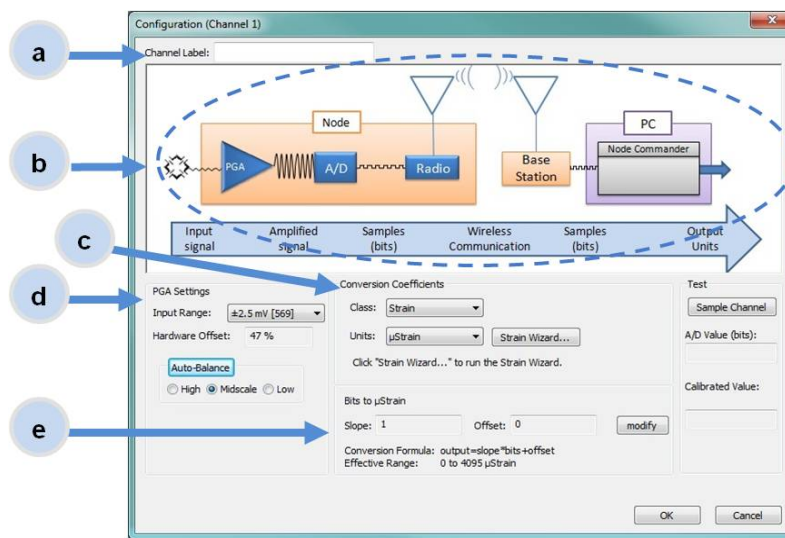 Configuration (Channel 1)
a
Channel Label:
b
Node
PC
PGA
A/D
Radio
Base
Station
Node Commander
Input
signal
Amplified
signal
Samples
(bits)
Wireless
Communication
Samples
(bits)
Output
Units
c
d
PGA Settings
Input Range: ±2.5 mV [569]
Hardware Offset: 47 %
Auto-Balance
High Midscale Low
Conversion Coefficients
Class: Strain
Units: µStrain Strain Wizard...
Click "Strain Wizard..." to run the Strain Wizard.
Test
Sample Channel
A/D Value (bits):
Calibrated Value:
e
Bits to µStrain
Slope: 1 Offset: 0 modify
Conversion Formula: output=slope*bits+offset
Effective Range: 0 to 4095 µStrain
OK Cancel